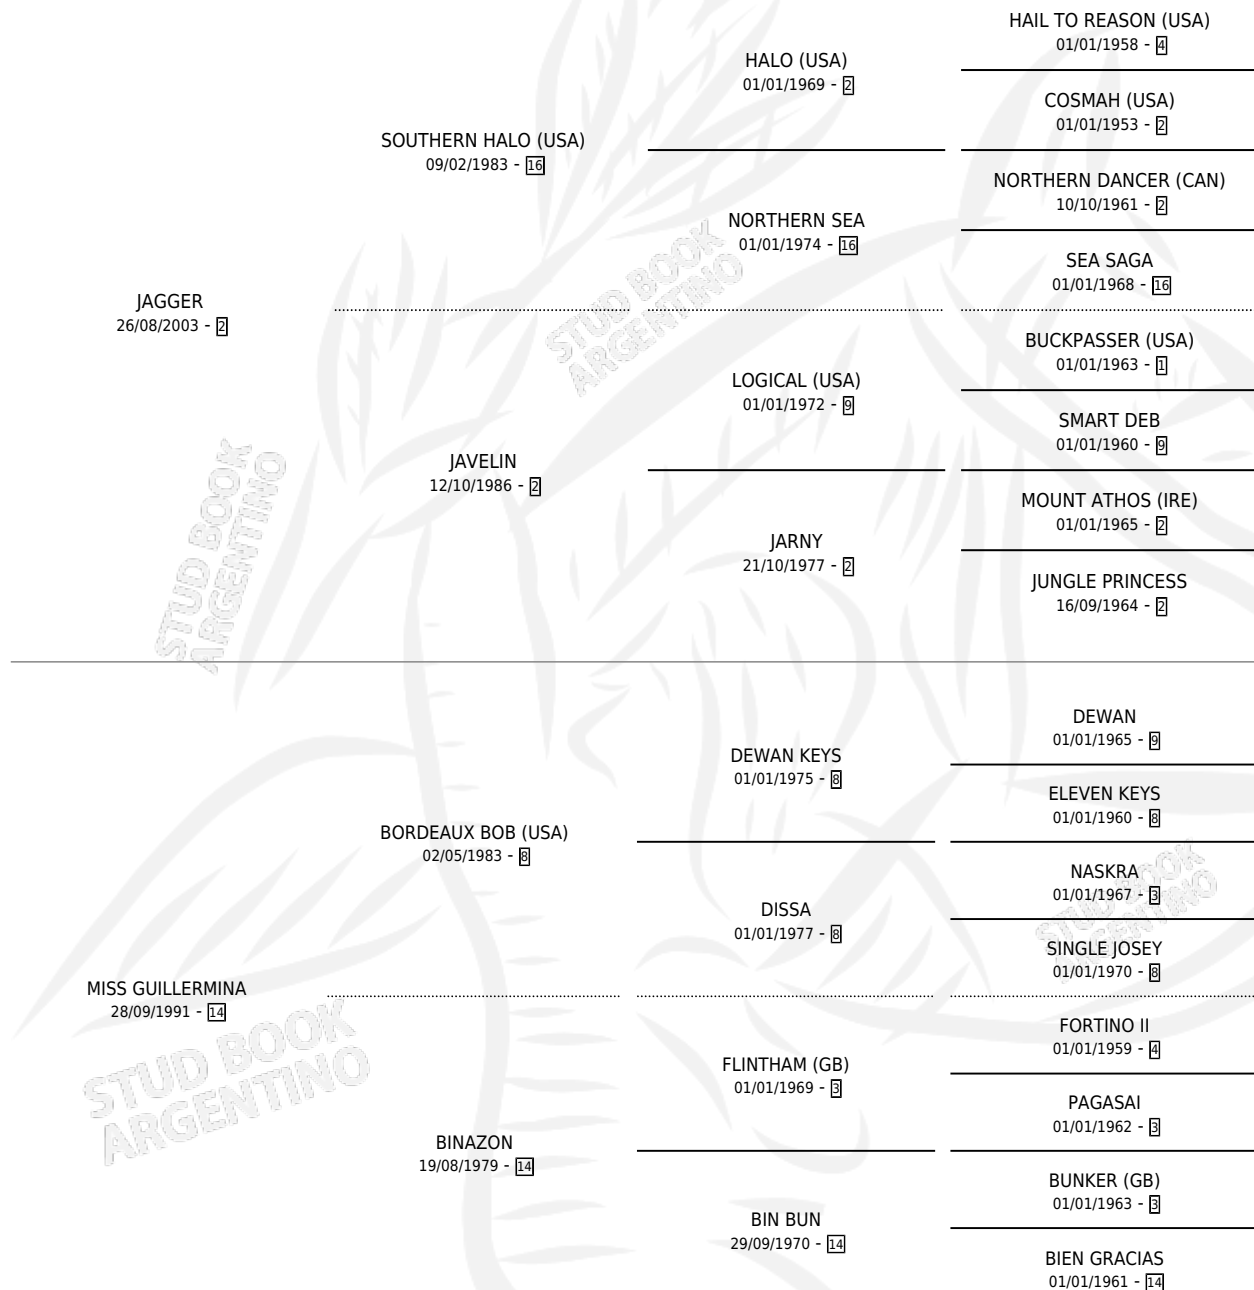 HAIL TO REASON (USA)
01/01/1958 - 4
HALO (USA)
01/01/1969 - 2
COSMAH (USA)
01/01/1953 - 2
SOUTHERN HALO (USA)
09/02/1983 - 16
NORTHERN DANCER (CAN)
10/10/1961 - 2
NORTHERN SEA
01/01/1974 - 16
SEA SAGA
01/01/1968 - 16
JAGGER
26/08/2003 - 2
BUCKPASSER (USA)
01/01/1963 - 1
LOGICAL (USA)
01/01/1972 - 9
SMART DEB
01/01/1960 - 9
JAVELIN
12/10/1986 - 2
MOUNT ATHOS (IRE)
01/01/1965 - 2
JARNY
21/10/1977 - 2
JUNGLE PRINCESS
16/09/1964 - 2
DEWAN
01/01/1965 - 9
DEWAN KEYS
01/01/1975 - 8
ELEVEN KEYS
01/01/1960 - 8
BORDEAUX BOB (USA)
02/05/1983 - 8
NASKRA
01/01/1967 - 3
DISSA
01/01/1977 - 8
SINGLE JOSEY
01/01/1970 - 8
MISS GUILLERMINA
28/09/1991 - 14
FORTINO II
01/01/1959 - 4
FLINTHAM (GB)
01/01/1969 - 3
PAGASAI
01/01/1962 - 3
BINAZON
19/08/1979 - 14
BUNKER (GB)
01/01/1963 - 3
BIN BUN
29/09/1970 - 14
BIEN GRACIAS
01/01/1961 - 14
STUD BOOK
ARGENTINO
STUD BOOK
ARGENTINO
STUD BOOK
ARGENTINO
STUD BOOK
ARGENTINO